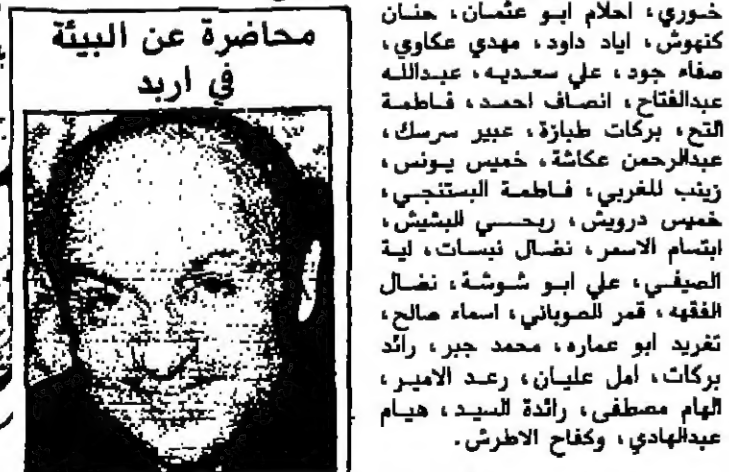 محاضرة عن البيئة
في اربد
خوري، احلام ابو عثمان، حنان
كنهوش، اياد داود، مهدي عكاوي،
صفاء جود، علي سعديه، عبدالله
عبدالفتاح، انصاف احمد، فاطمة
التح، بركات طبازة، عبير سرسك،
عبدالرحمن عكاشة، خميس يونس،
زينب المغربي، فاطمة البستنجي،
خميس درويش، ربحي البشيش،
ابتسام الاسمر، نضال نبسات، لية
الصيفي، علي ابو شوشة، نضال
الفقهه، قمر الصوباني، اسماء صالح،
تغريد ابو عماره، محمد جبر، رائد
بركات، امل عليان، رعد الامير،
الهام مصطفى، رائدة السيد، هيام
عبدالهادي، وكفاح الاطرش.